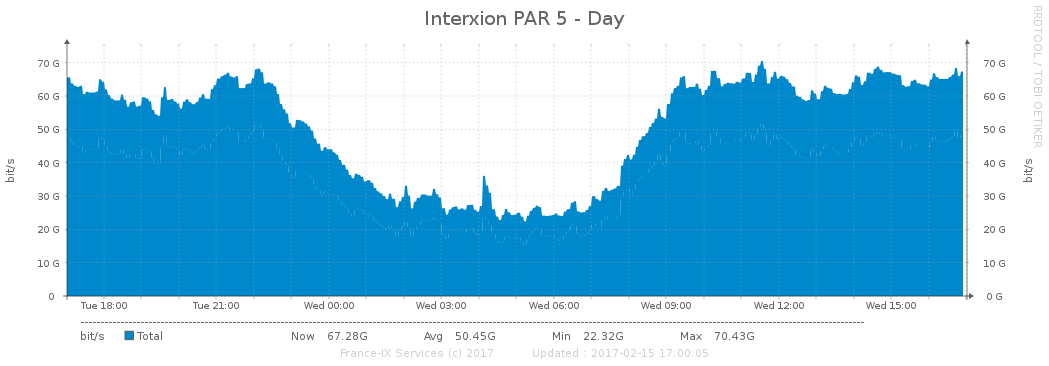 Interxion PAR 5 - Day
RRDTOOL / TOBI OETIKER
bit/s
70 G
60 G
50 G
40 G
30 G
20 G
10 G
0
70 G
60 G
50 G
40 G
30 G
20 G
10 G
0 G
bit/s
Tue 18:00 Tue 21:00 Wed 00:00 Wed 03:00 Wed 06:00 Wed 09:00 Wed 12:00 Wed 15:00
bit/s Total Now 67.28G Avg 50.45G Min 22.32G Max 70.43G
France-IX Services (c) 2017 Updated : 2017-02-15 17:00:05